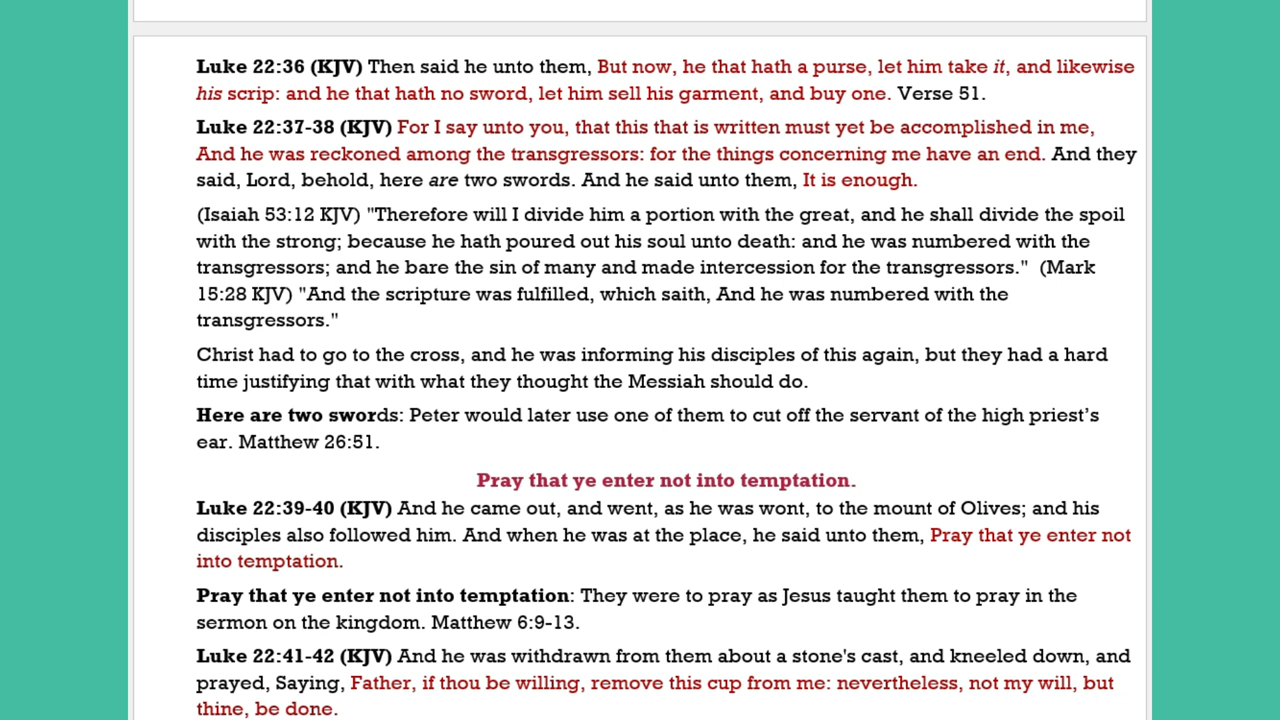 Luke 22:36 (KJV) Then said he unto them, But now, he that hath a purse, let him take it, and likewise
his scrip: and he that hath no sword, let him sell his garment, and buy one. Verse 51.
Luke 22:37-38 (KJV) For I say unto you, that this that is written must yet be accomplished in me,
And he was reckoned among the transgressors: for the things concerning me have an end. And they
said, Lord, behold, here are two swords. And he said unto them, It is enough.
(Isaiah 53:12 KJV) "Therefore will I divide him a portion with the great, and he shall divide the spoil
with the strong; because he hath poured out his soul unto death: and he was numbered with the
transgressors; and he bare the sin of many and made intercession for the transgressors."  (Mark
15:28 KJV) "And the scripture was fulfilled, which saith, And he was numbered with the
transgressors."
Christ had to go to the cross, and he was informing his disciples of this again, but they had a hard
time justifying that with what they thought the Messiah should do.
Here are two swords: Peter would later use one of them to cut off the servant of the high priest’s
ear. Matthew 26:51.
Pray that ye enter not into temptation.
Luke 22:39-40 (KJV) And he came out, and went, as he was wont, to the mount of Olives; and his
disciples also followed him. And when he was at the place, he said unto them, Pray that ye enter not
into temptation.
Pray that ye enter not into temptation: They were to pray as Jesus taught them to pray in the
sermon on the kingdom. Matthew 6:9-13.
Luke 22:41-42 (KJV) And he was withdrawn from them about a stone's cast, and kneeled down, and
prayed, Saying, Father, if thou be willing, remove this cup from me: nevertheless, not my will, but
thine, be done.